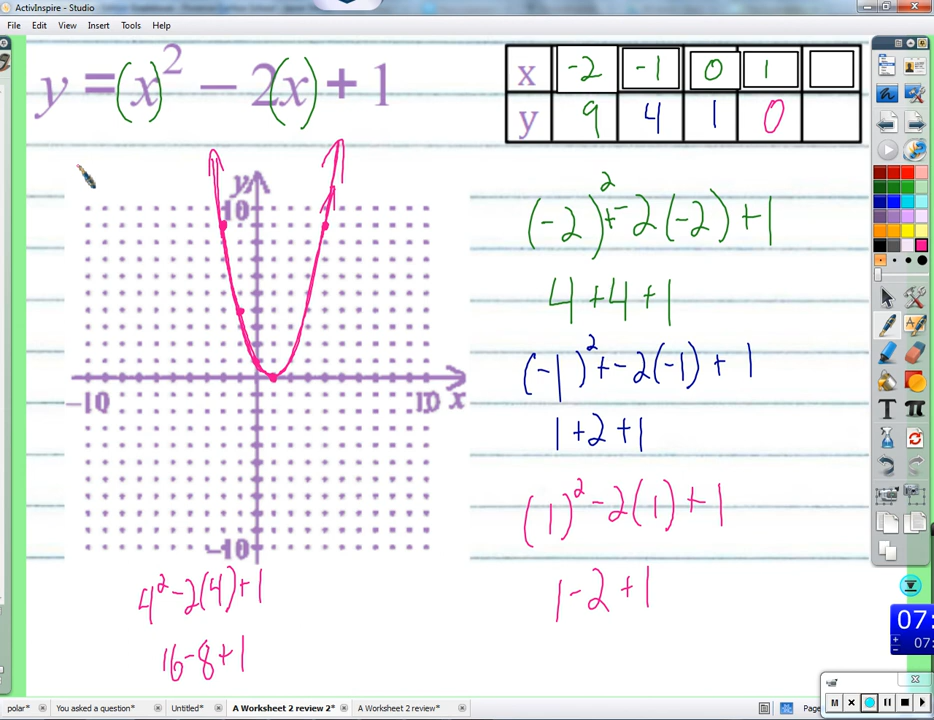 ActivInspire - Studio
File Edit View Insert Tools Help
y = (x)² − 2(x) + 1
x -2 -1 0 1
y 9 4 1 0
(-2)²+-2(-2)+1
4+4+1
(-1)²+-2(-1)+1
1+2+1
(1)²-2(1)+1
1-2+1
y
10
-10 10 x
-10
4²-2(4)+1
16-8+1
07:
07:
polar* You asked a question* Untitled* A Worksheet 2 review 2* A Worksheet 2 review* Page
M